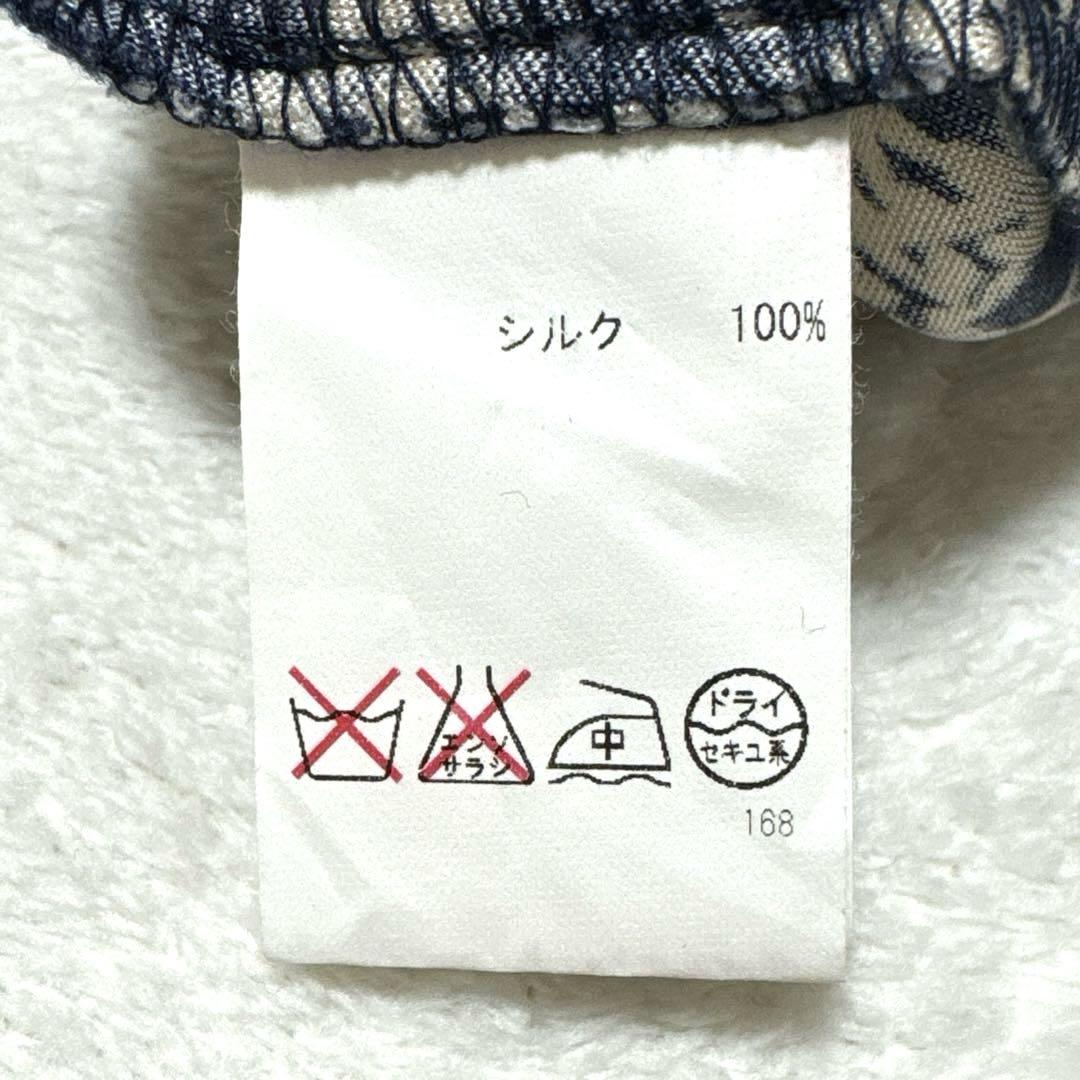 シルク 100%
エンソ
サラシ
中
ドライ
セキユ系
168